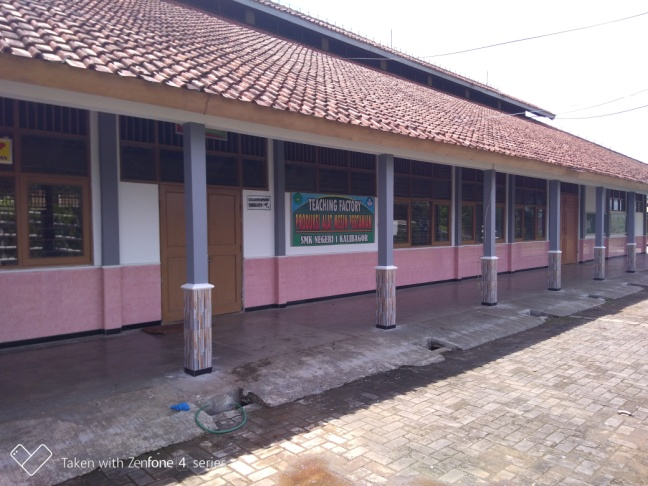 TEACHING FACTORY
PRODUKSI ALAT MESIN PERTANIAN
SMK NEGERI 1 KALIBAGOR
Taken with Zenfone 4 series